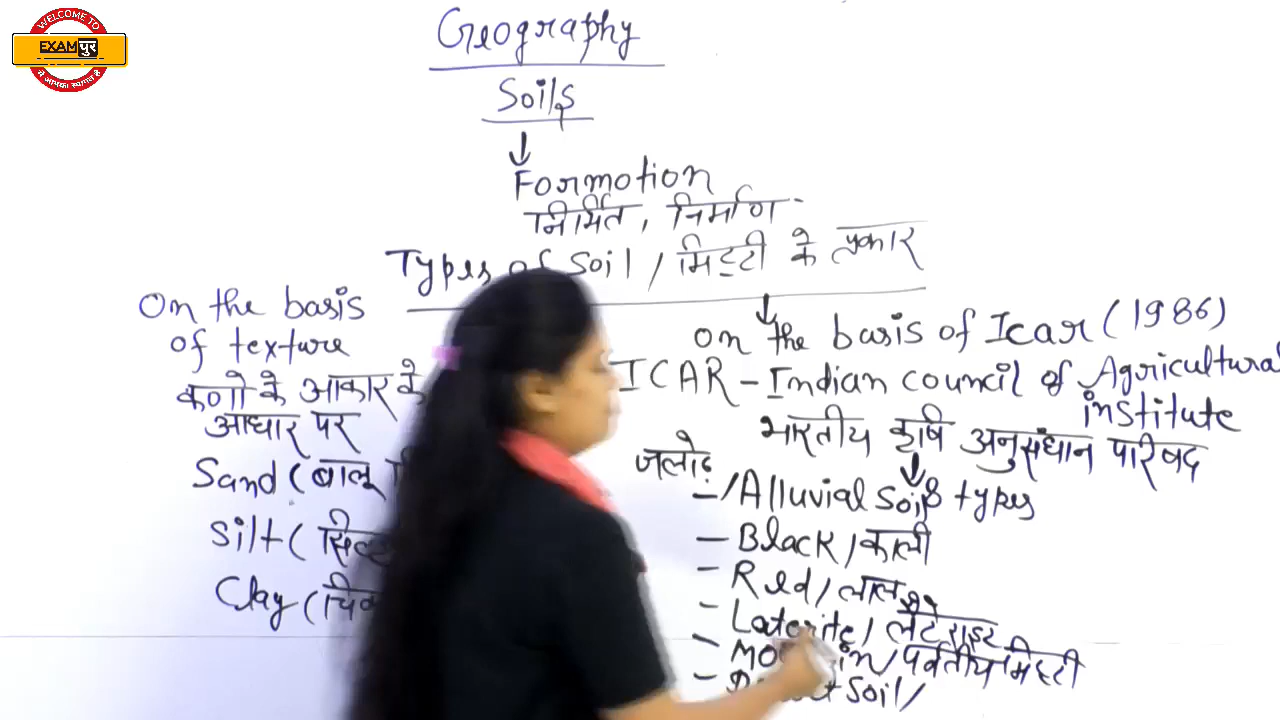 WELCOME TO
EXAMपुर
Geography
Soils
Formotion
निर्मित, निर्माण
Types of Soil / मिट्टी के प्रकार
On the basis
of texture
कणों के आकार के
आधार पर
Sand (बालू
Silt (
Clay (
on the basis of Icar (1986)
ICAR - Indian council of Agricultural
institute
भारतीय कृषि अनुसंधान परिषद
जलोढ़
- / Alluvial Soil 8 types
- Black / काली
- Red / लाल
- Laterite / लेटेराइट
- / पर्वतीय मिट्टी
- Soil /